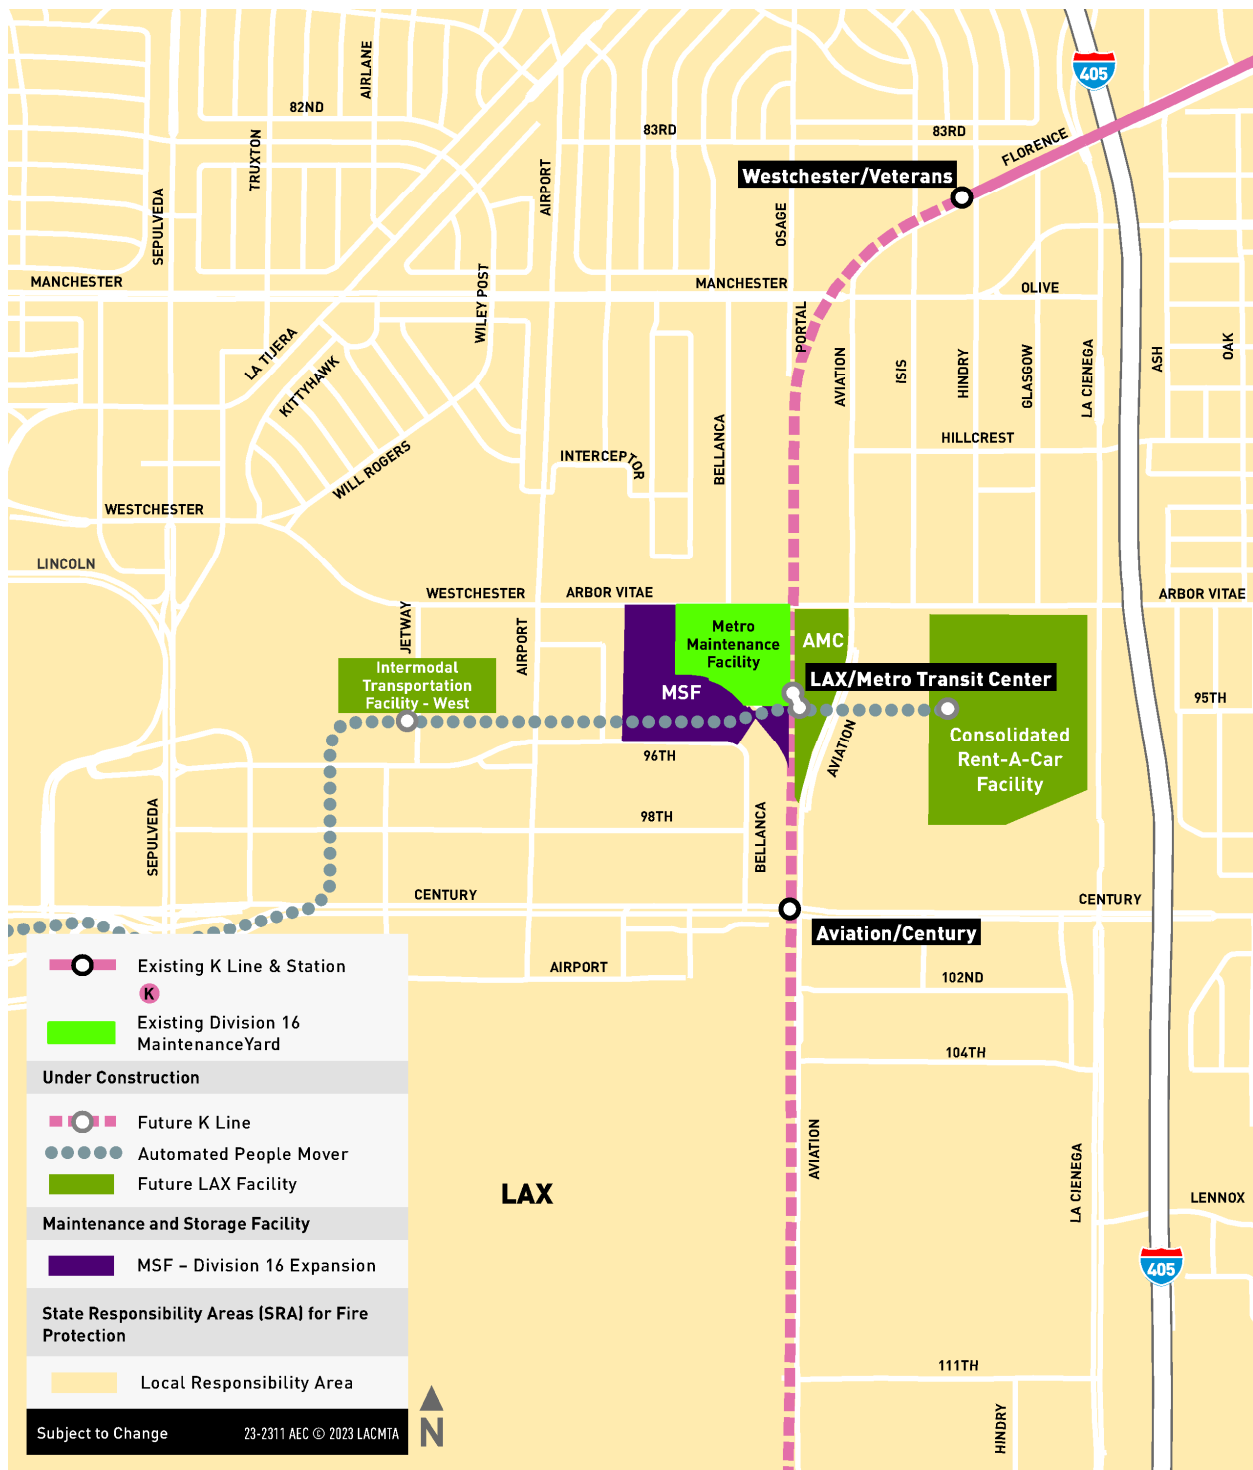 405
AIRLANE
82ND
83RD
83RD
FLORENCE
TRUXTON
AIRPORT
Westchester/Veterans
SEPULVEDA
OSAGE
MANCHESTER
MANCHESTER
WILEY POST
OLIVE
PORTAL
LA TIJERA
KITTYHAWK
AVIATION
ISIS
HINDRY
GLASGOW
LA CIENEGA
ASH
OAK
BELLANCA
HILLCREST
INTERCEPTOR
WILL ROGERS
WESTCHESTER
LINCOLN
WESTCHESTER
ARBOR VITAE
ARBOR VITAE
JETWAY
AIRPORT
Metro
Maintenance
Facility
AMC
Intermodal
Transportation
Facility - West
MSF
LAX/Metro Transit Center
95TH
AVIATION
Consolidated
Rent-A-Car
Facility
96TH
98TH
SEPULVEDA
BELLANCA
CENTURY
CENTURY
Aviation/Century
AIRPORT
102ND
104TH
AVIATION
LA CIENEGA
LAX
LENNOX
405
111TH
HINDRY
Existing K Line & Station
K
Existing Division 16
MaintenanceYard
Under Construction
Future K Line
Automated People Mover
Future LAX Facility
Maintenance and Storage Facility
MSF – Division 16 Expansion
State Responsibility Areas (SRA) for Fire
Protection
Local Responsibility Area
Subject to Change
23-2311 AEC © 2023 LACMTA
N